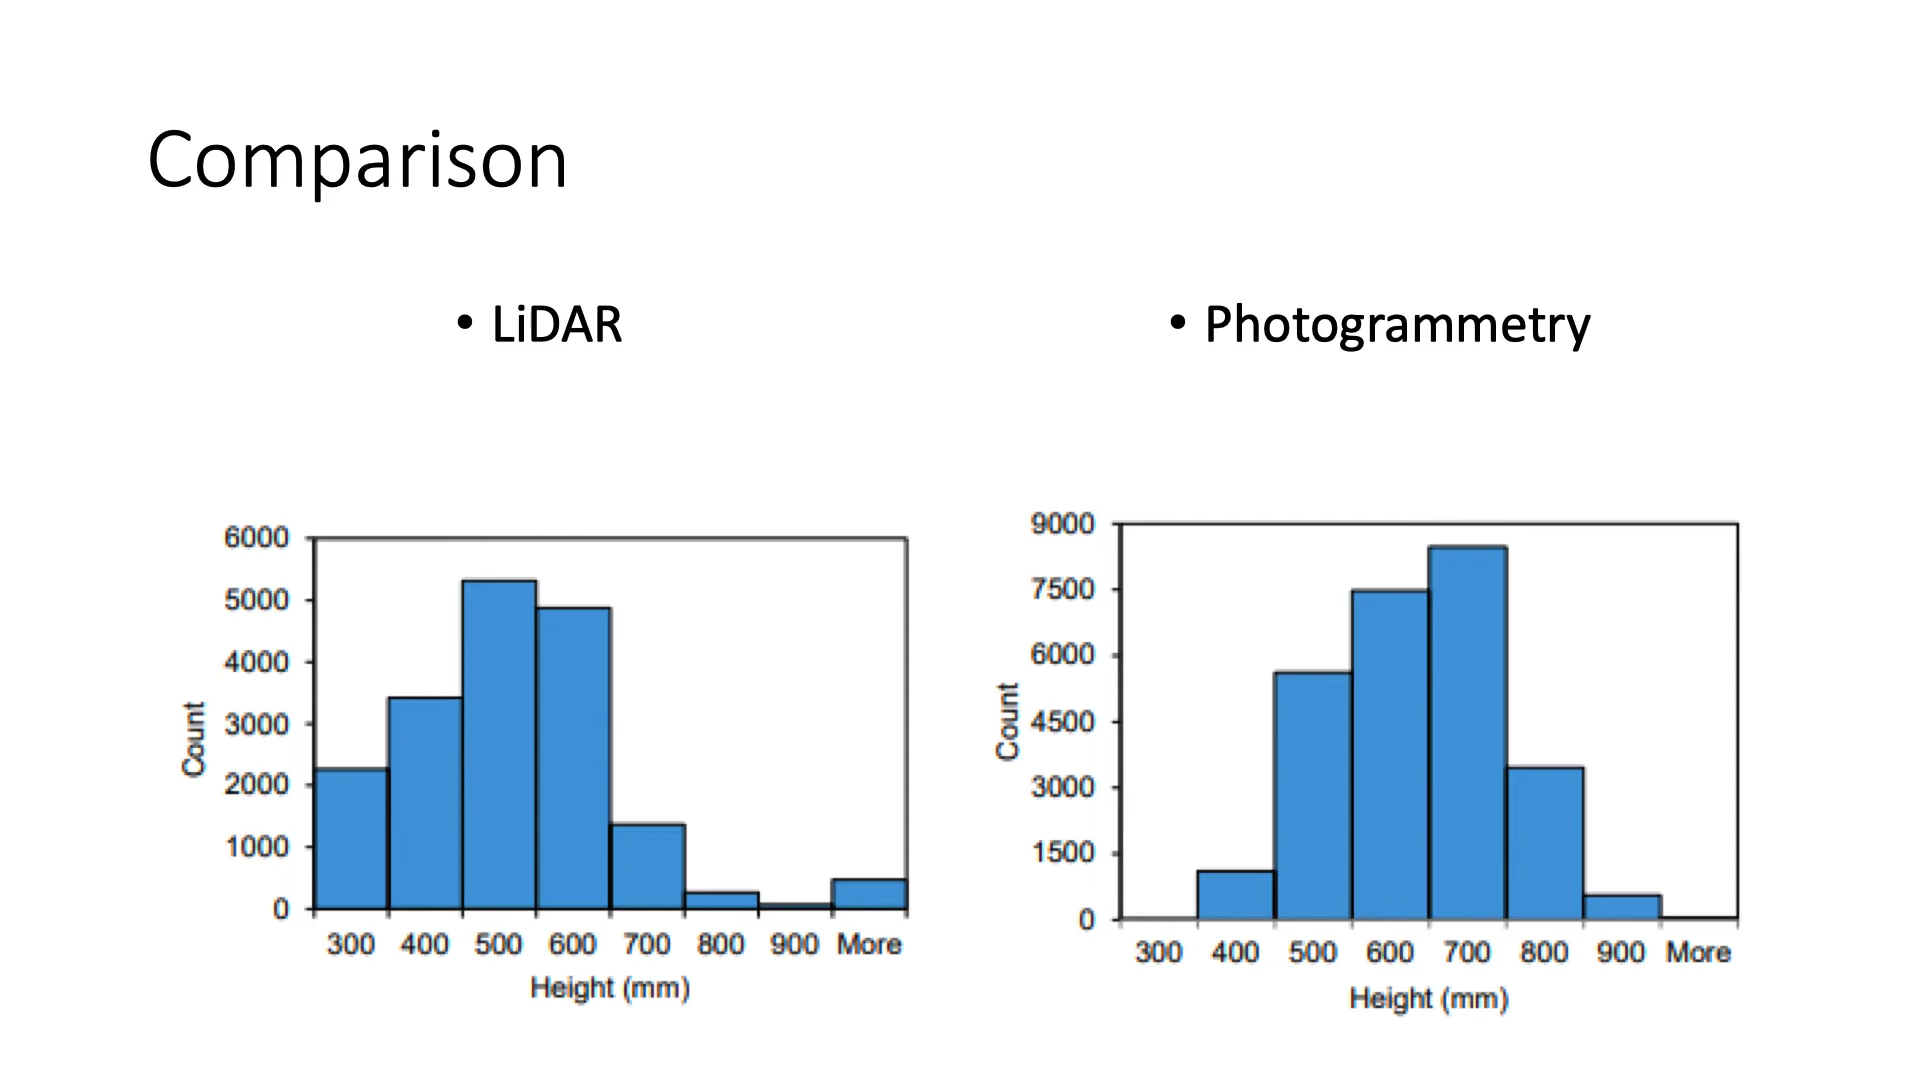 Comparison
• LiDAR
• Photogrammetry
6000
5000
4000
3000
2000
1000
0
Count
300 400 500 600 700 800 900 More
Height (mm)
9000
7500
6000
4500
3000
1500
0
Count
300 400 500 600 700 800 900 More
Height (mm)